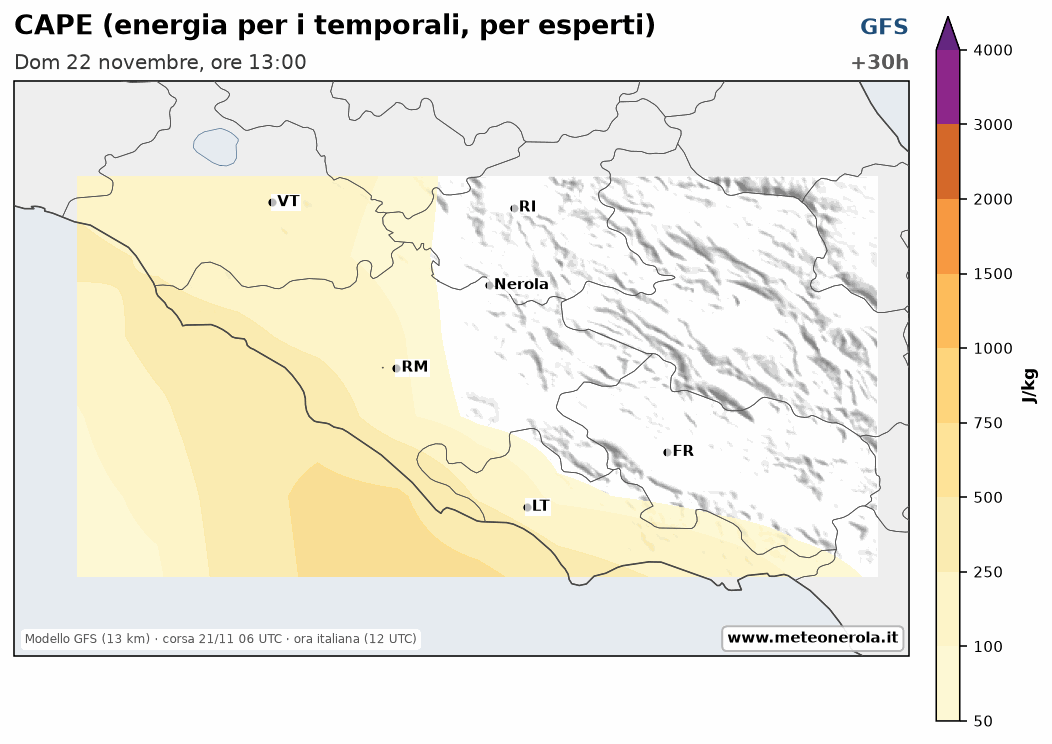 CAPE (energia per i temporali, per esperti)
GFS
Dom 22 novembre, ore 13:00
+30h
VT
RI
Nerola
RM
FR
LT
4000
3000
2000
1500
1000
750
500
250
100
50
J/kg
Modello GFS (13 km) · corsa 21/11 06 UTC · ora italiana (12 UTC)
www.meteonerola.it